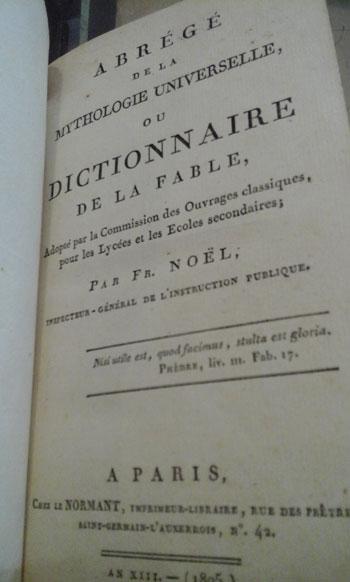 ABRÉGÉ
DE LA
MYTHOLOGIE UNIVERSELLE,
OU
DICTIONNAIRE
DE LA FABLE,
Adopté par la Commission des Ouvrages classiques,
pour les Lycées et les Ecoles secondaires;
PAR FR. NOËL,
INSPECTEUR-GÉNÉRAL DE L'INSTRUCTION PUBLIQUE.
Nisi utile est, quod facimus, stulta est gloria.
PHÈDRE, liv. III. Fab. 17.
A PARIS,
CHEZ LE NORMANT, IMPRIMEUR-LIBRAIRE, RUE DES PRÊTRE
SAINT-GERMAIN-L'AUXERROIS, N°. 42.
AN XIII.—(1805.)